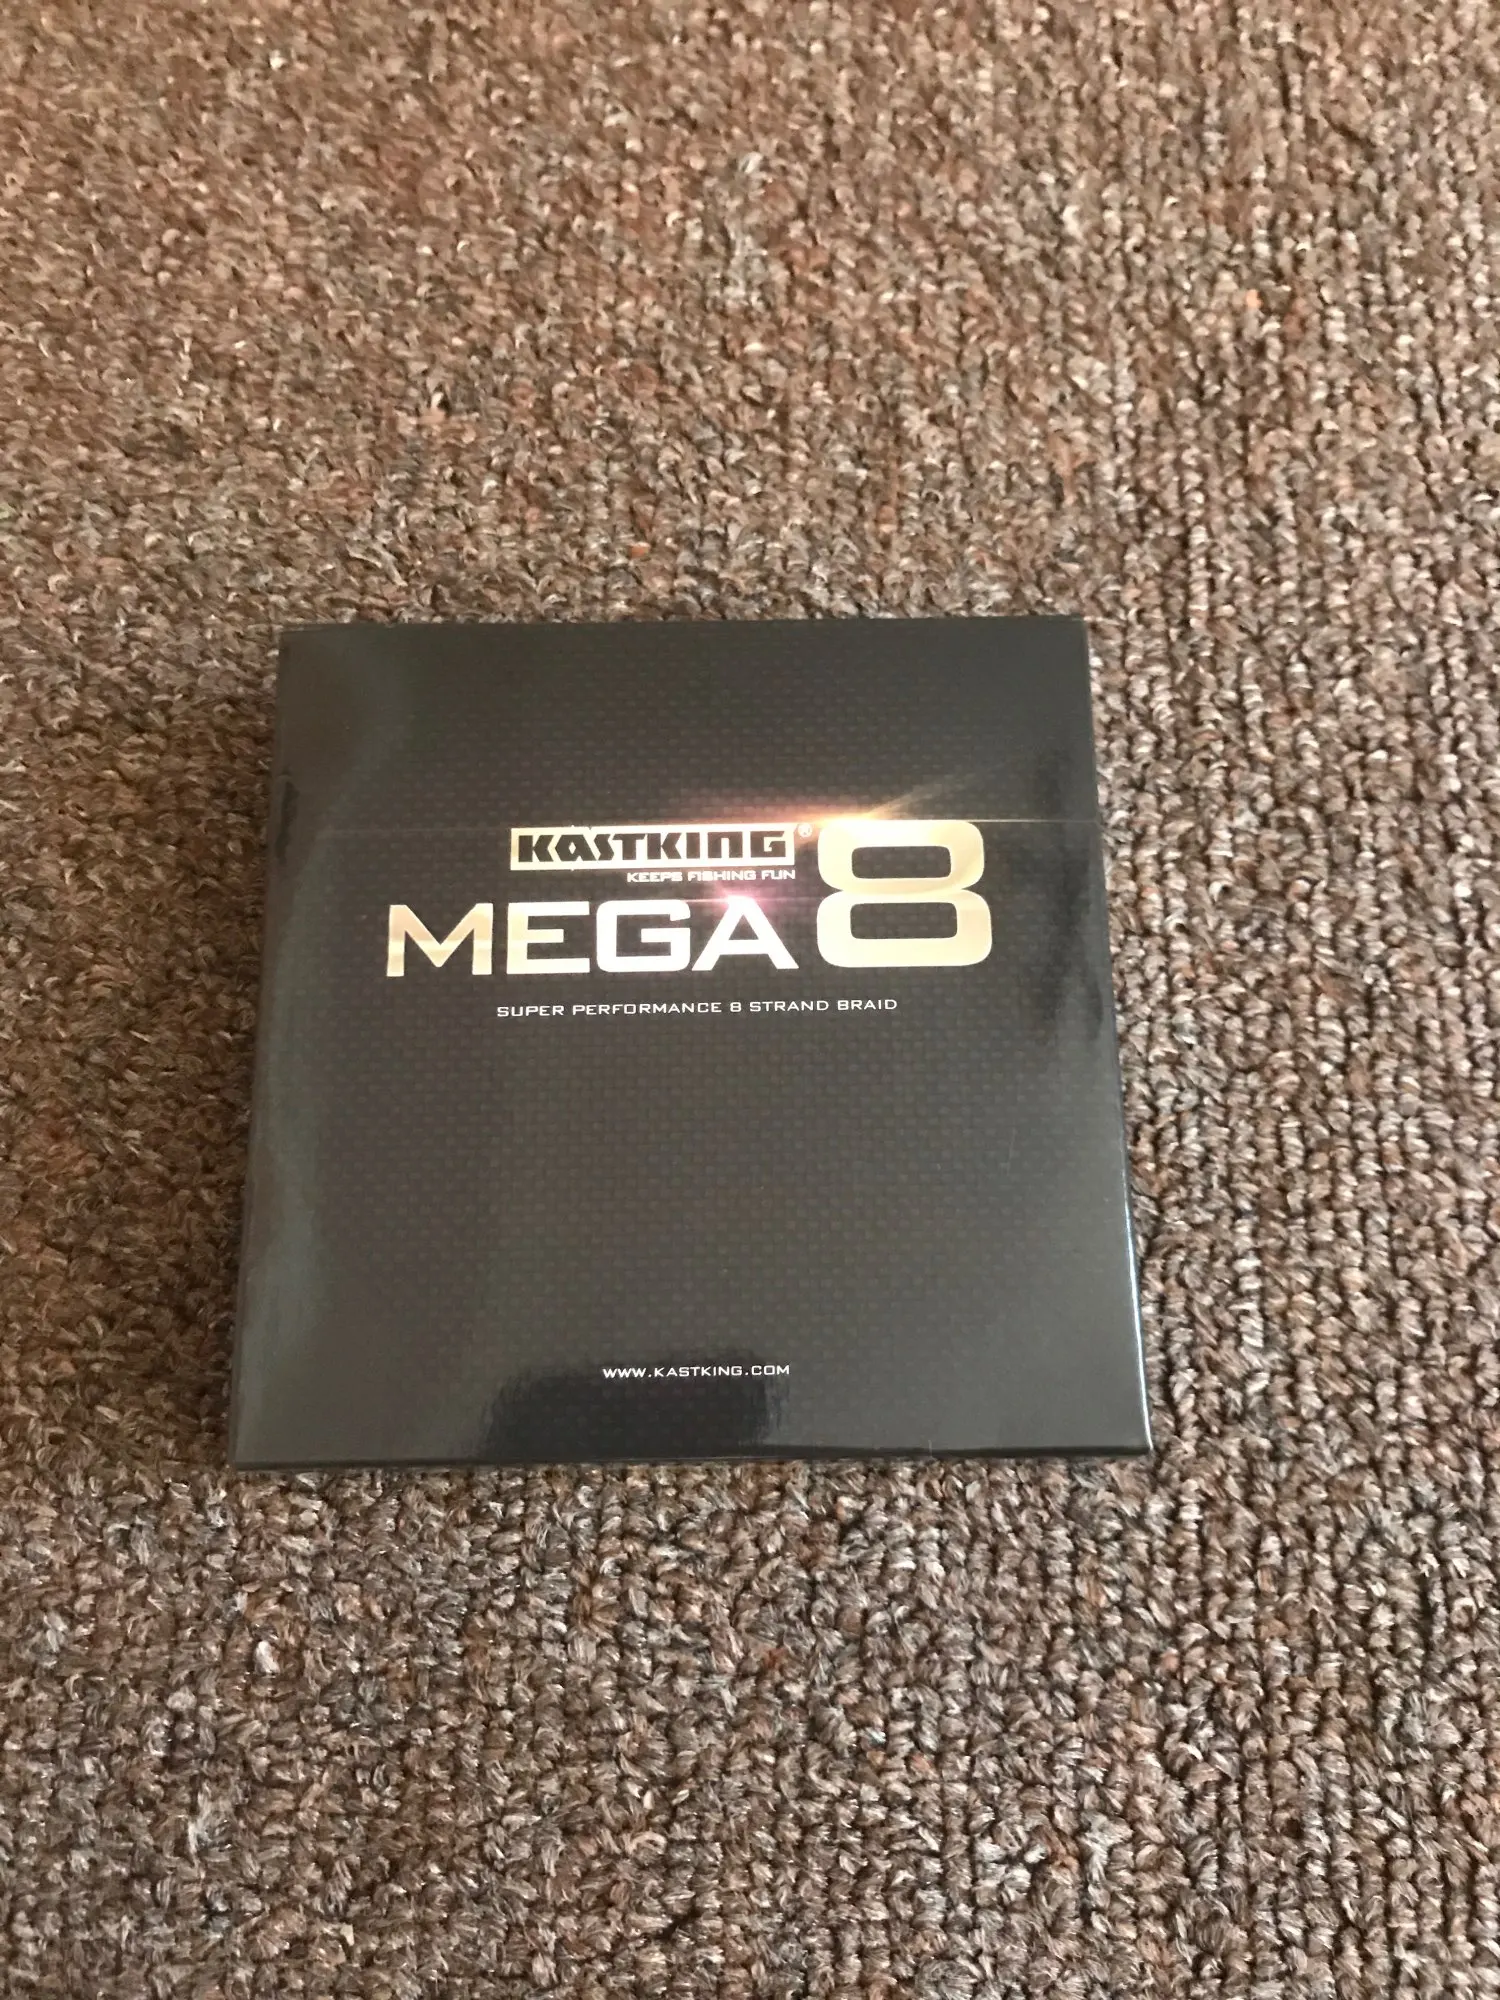 KASTKING®
KEEPS FISHING FUN
MEGA 8
SUPER PERFORMANCE 8 STRAND BRAID
WWW.KASTKING.COM